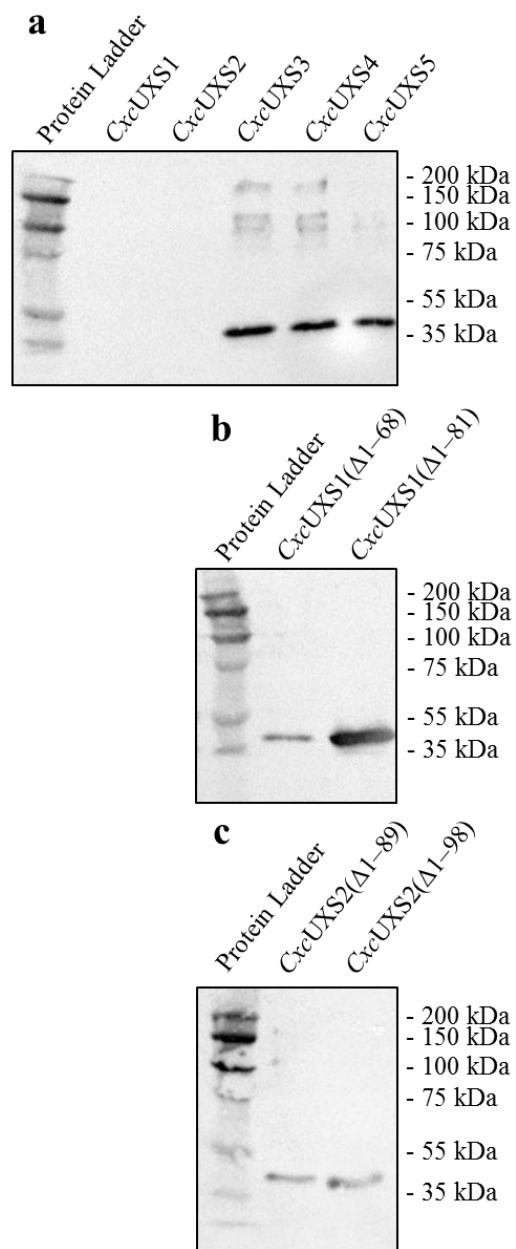 a
Protein Ladder
CxcUXS1
CxcUXS2
CxcUXS3
CxcUXS4
CxcUXS5
- 200 kDa
- 150 kDa
- 100 kDa
- 75 kDa
- 55 kDa
- 35 kDa
b
Protein Ladder
CxcUXS1(Δ1–68)
CxcUXS1(Δ1–81)
- 200 kDa
- 150 kDa
- 100 kDa
- 75 kDa
- 55 kDa
- 35 kDa
c
Protein Ladder
CxcUXS2(Δ1–89)
CxcUXS2(Δ1–98)
- 200 kDa
- 150 kDa
- 100 kDa
- 75 kDa
- 55 kDa
- 35 kDa